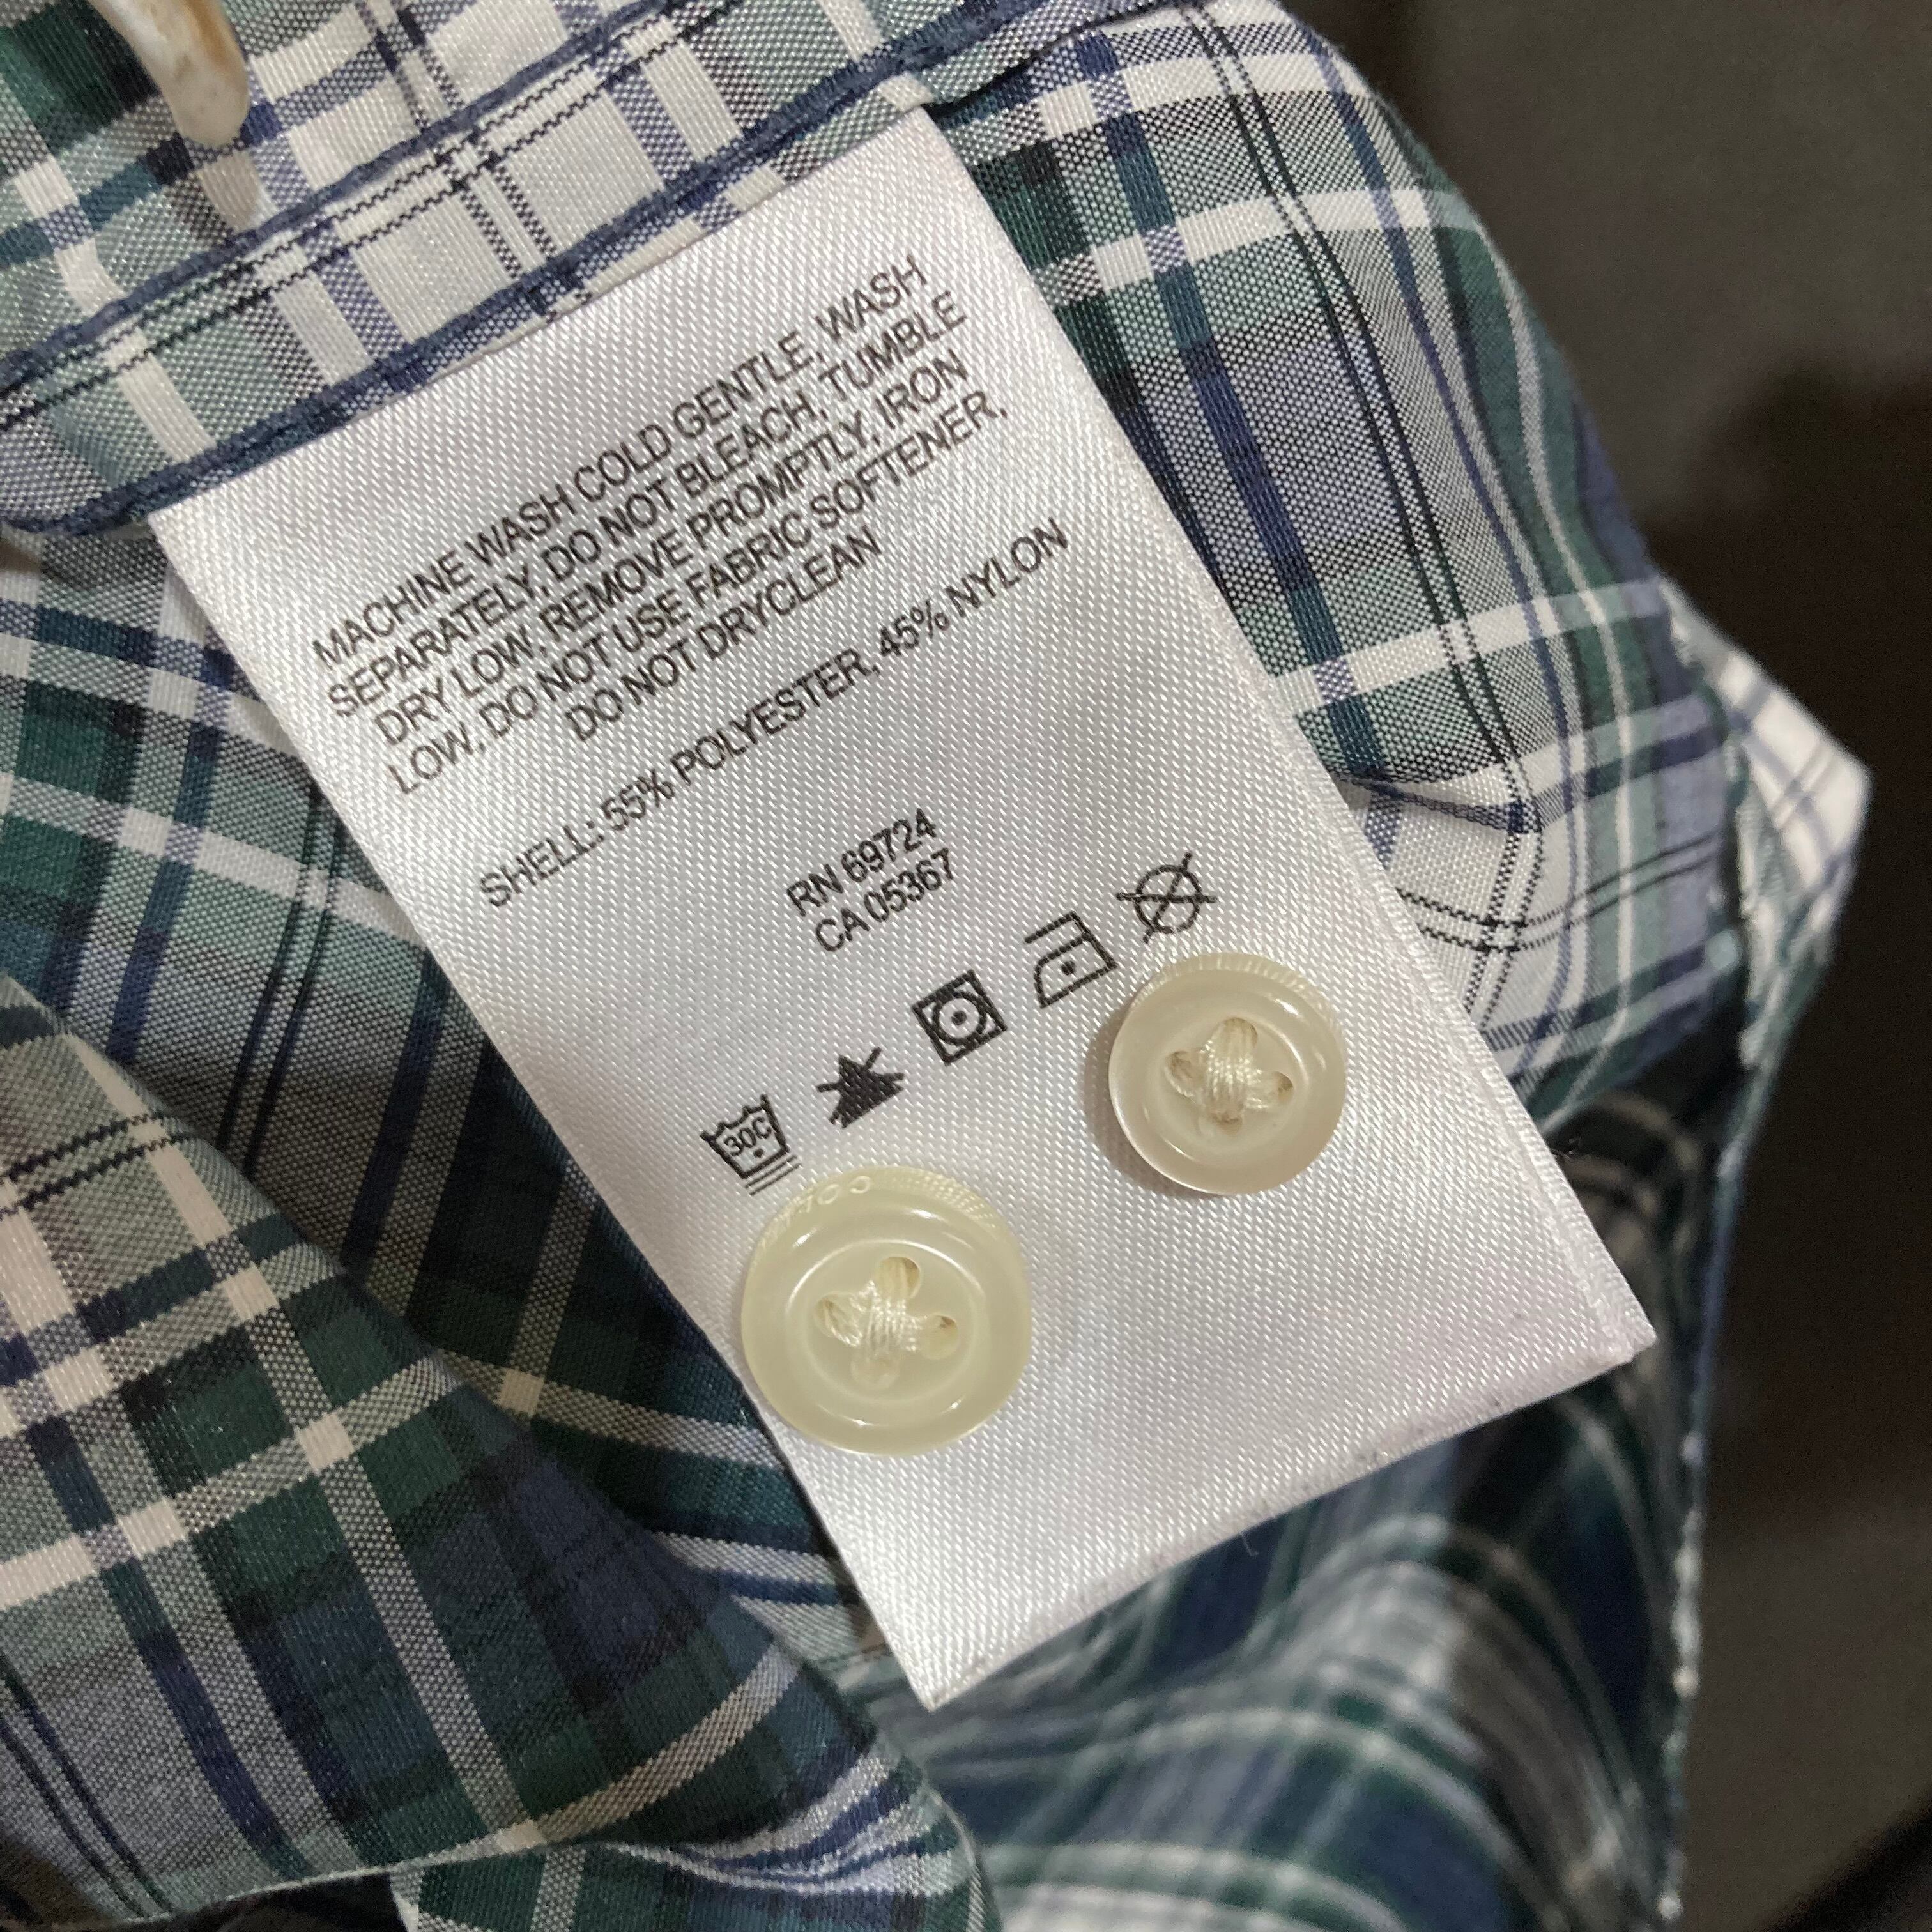 MACHINE WASH COLD GENTLE, WASH
SEPARATELY, DO NOT BLEACH, TUMBLE
DRY LOW, REMOVE PROMPTLY, IRON
LOW, DO NOT USE FABRIC SOFTENER,
DO NOT DRYCLEAN
SHELL: 55% POLYESTER, 45% NYLON
RN 69724
CA 05367
30C